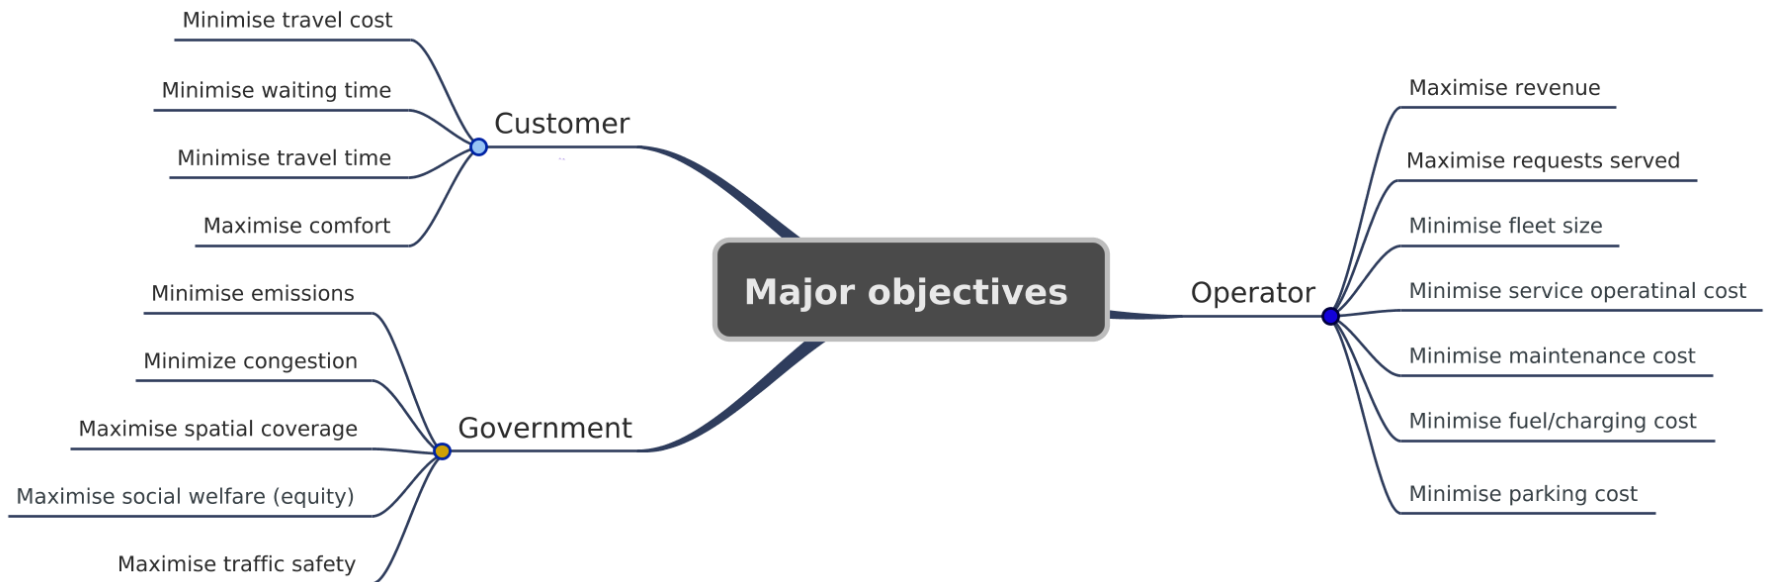 Minimise travel cost
Minimise waiting time
Customer
Minimise travel time
Maximise comfort
Minimise emissions
Minimize congestion
Government
Maximise spatial coverage
Maximise social welfare (equity)
Maximise traffic safety
Major objectives
Operator
Maximise revenue
Maximise requests served
Minimise fleet size
Minimise service operatinal cost
Minimise maintenance cost
Minimise fuel/charging cost
Minimise parking cost